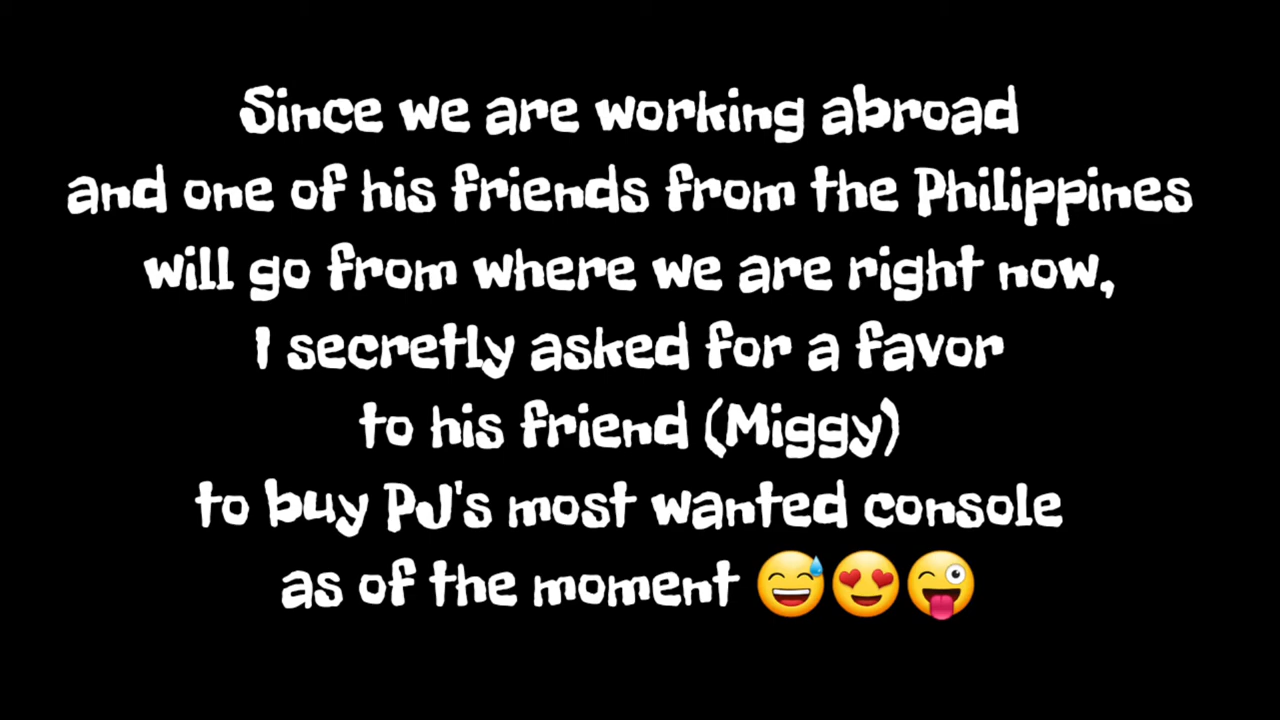 Since we are working abroad
and one of his friends from the Philippines
will go from where we are right now,
I secretly asked for a favor
to his friend (Miggy)
to buy PJ's most wanted console
as of the moment 😅😍😜